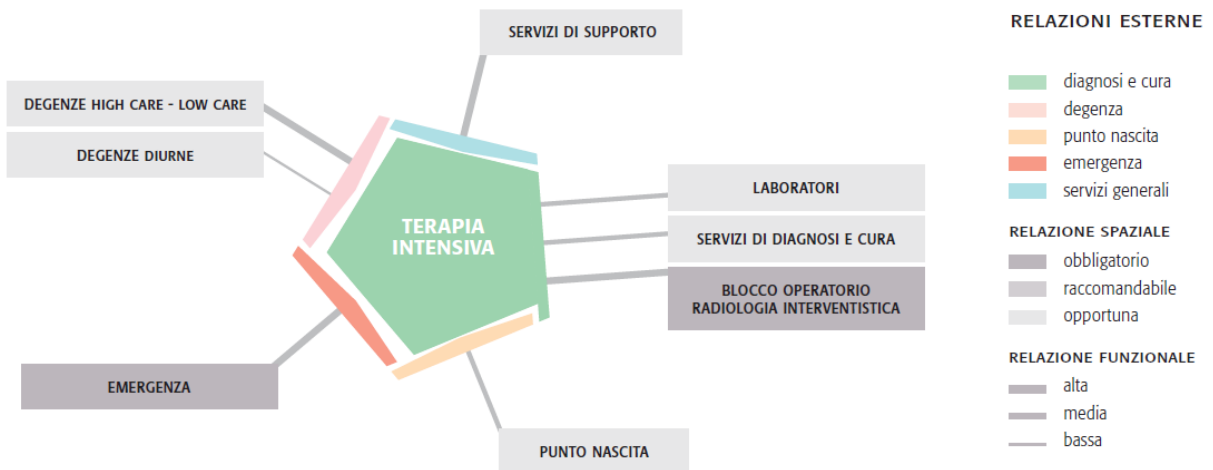 SERVIZI DI SUPPORTO
DEGENZE HIGH CARE - LOW CARE
DEGENZE DIURNE
TERAPIA
INTENSIVA
LABORATORI
SERVIZI DI DIAGNOSI E CURA
BLOCCO OPERATORIO
RADIOLOGIA INTERVENTISTICA
EMERGENZA
PUNTO NASCITA
RELAZIONI ESTERNE
diagnosi e cura
degenza
punto nascita
emergenza
servizi generali
RELAZIONE SPAZIALE
obbligatorio
raccomandabile
opportuna
RELAZIONE FUNZIONALE
alta
media
bassa